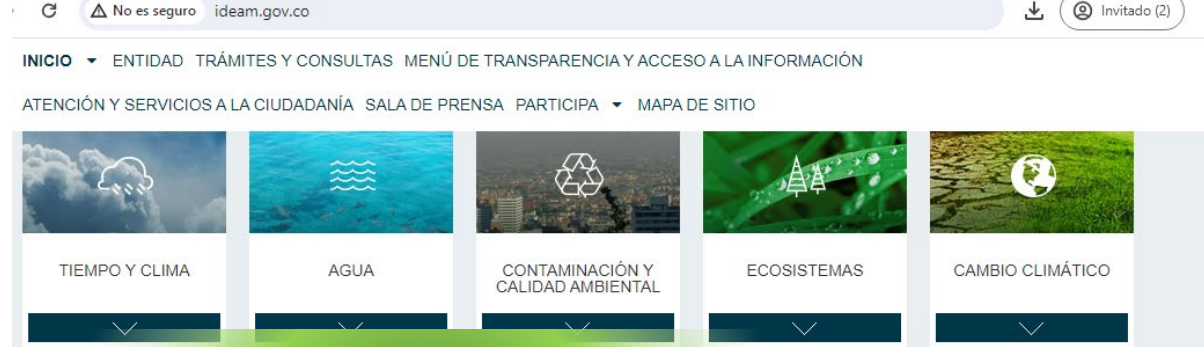 No es seguro ideam.gov.co Invitado (2)
INICIO ENTIDAD TRÁMITES Y CONSULTAS MENÚ DE TRANSPARENCIA Y ACCESO A LA INFORMACIÓN
ATENCIÓN Y SERVICIOS A LA CIUDADANÍA SALA DE PRENSA PARTICIPA MAPA DE SITIO
TIEMPO Y CLIMA AGUA CONTAMINACIÓN Y ECOSISTEMAS CAMBIO CLIMÁTICO
CALIDAD AMBIENTAL